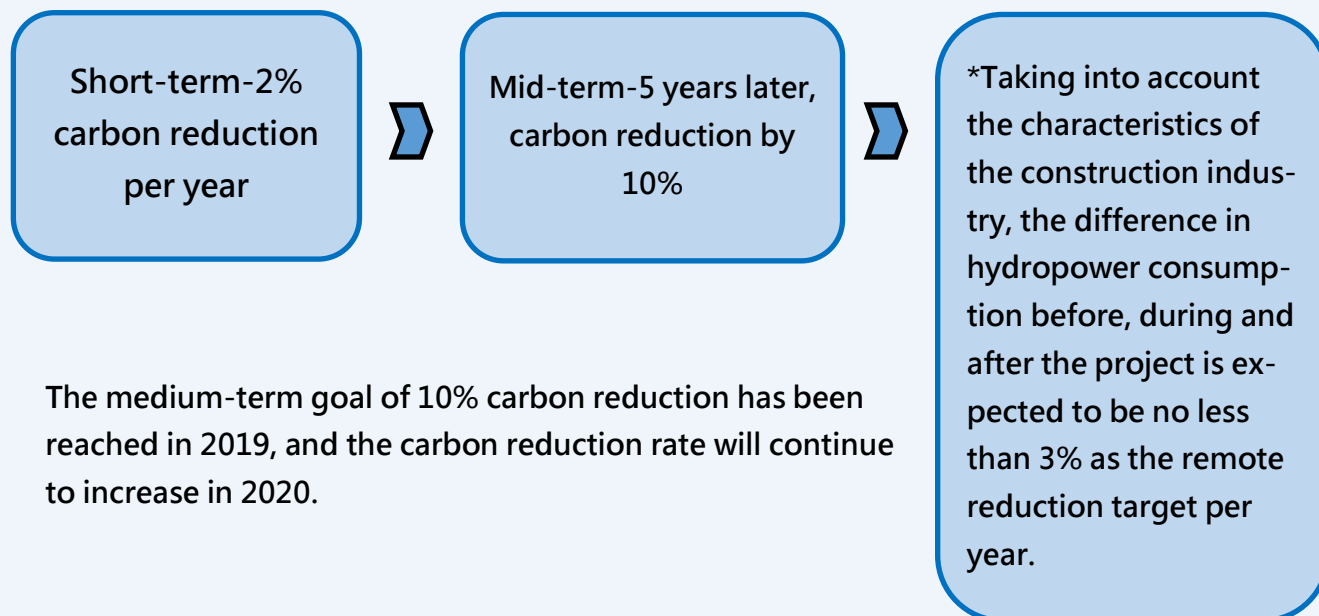 Short-term-2%
carbon reduction
per year
Mid-term-5 years later,
carbon reduction by
10%
*Taking into account
the characteristics of
the construction indus-
try, the difference in
hydropower consump-
tion before, during and
after the project is ex-
pected to be no less
than 3% as the remote
reduction target per
year.
The medium-term goal of 10% carbon reduction has been
reached in 2019, and the carbon reduction rate will continue
to increase in 2020.